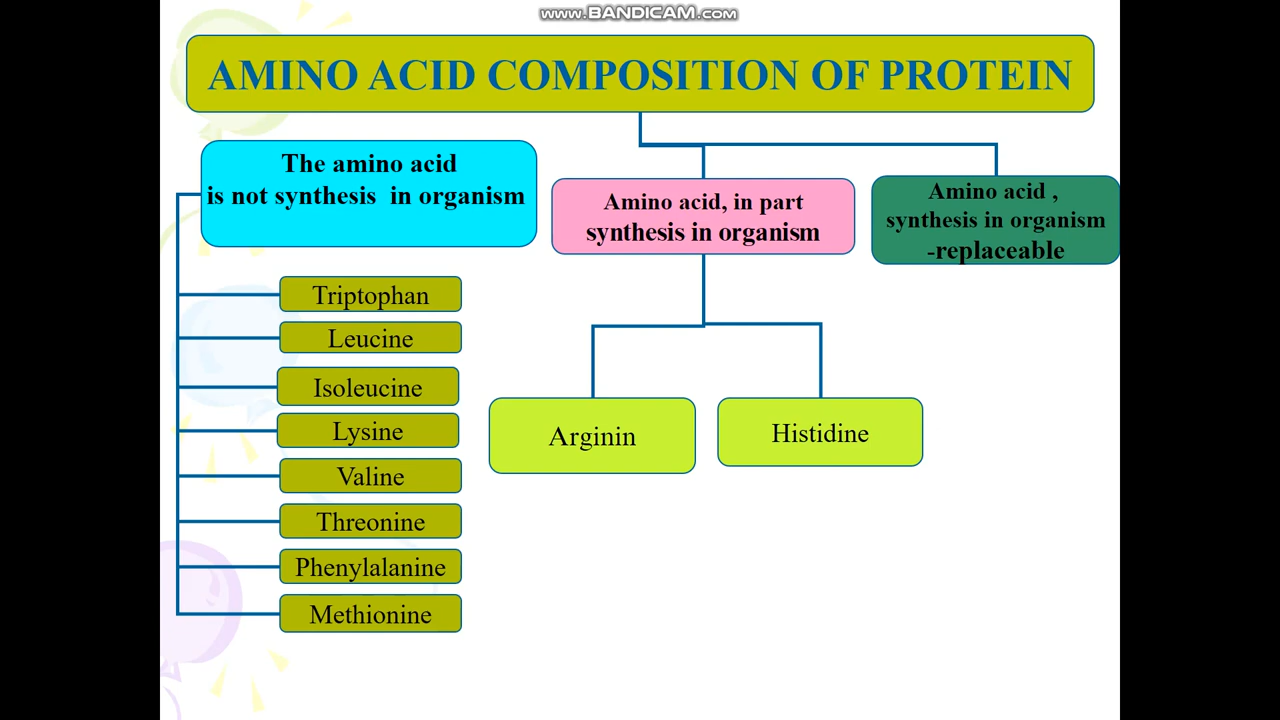 www.BANDICAM.com
AMINO ACID COMPOSITION OF PROTEIN
The amino acid
is not synthesis in organism
Amino acid, in part
synthesis in organism
Amino acid ,
synthesis in organism
-replaceable
Triptophan
Leucine
Isoleucine
Lysine
Valine
Threonine
Phenylalanine
Methionine
Arginin
Histidine